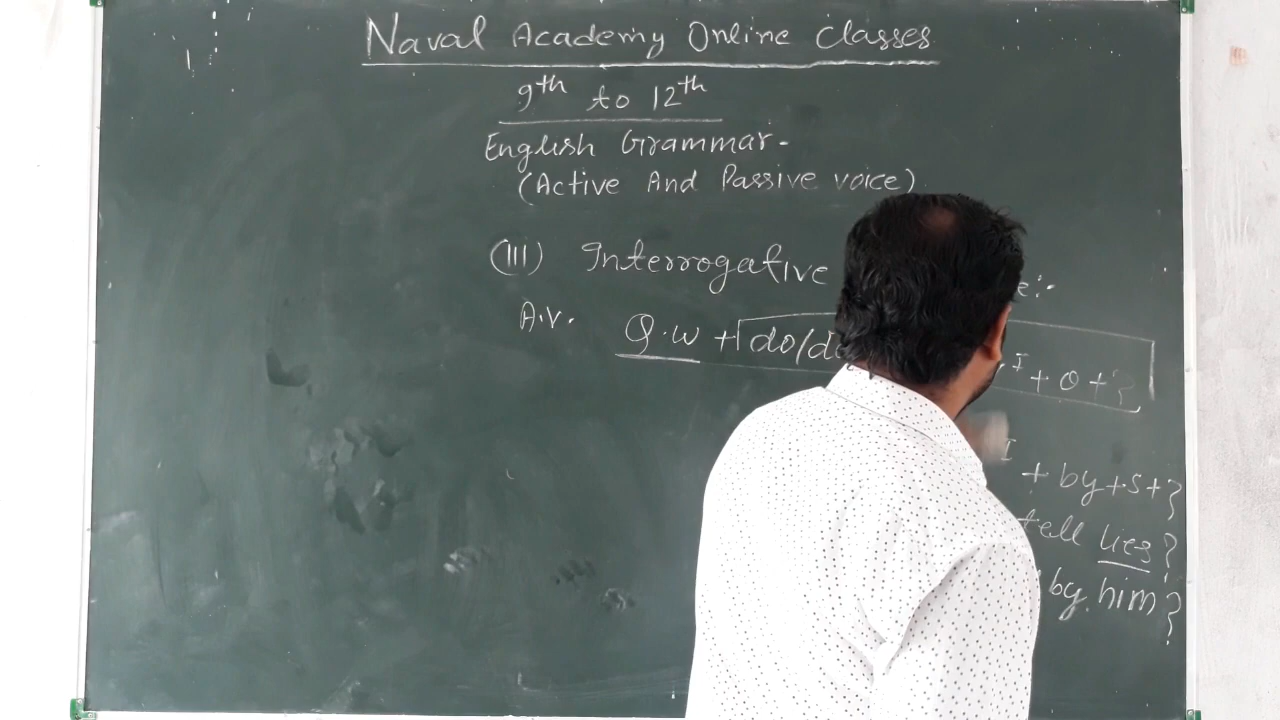 Naval Academy Online Classes
9th to 12th
English Grammar.
(Active And Passive voice)
(III) Interrogative
A.V. Q.W + do/
I + O + ?
I + by + S + ?
tell lies?
by him?